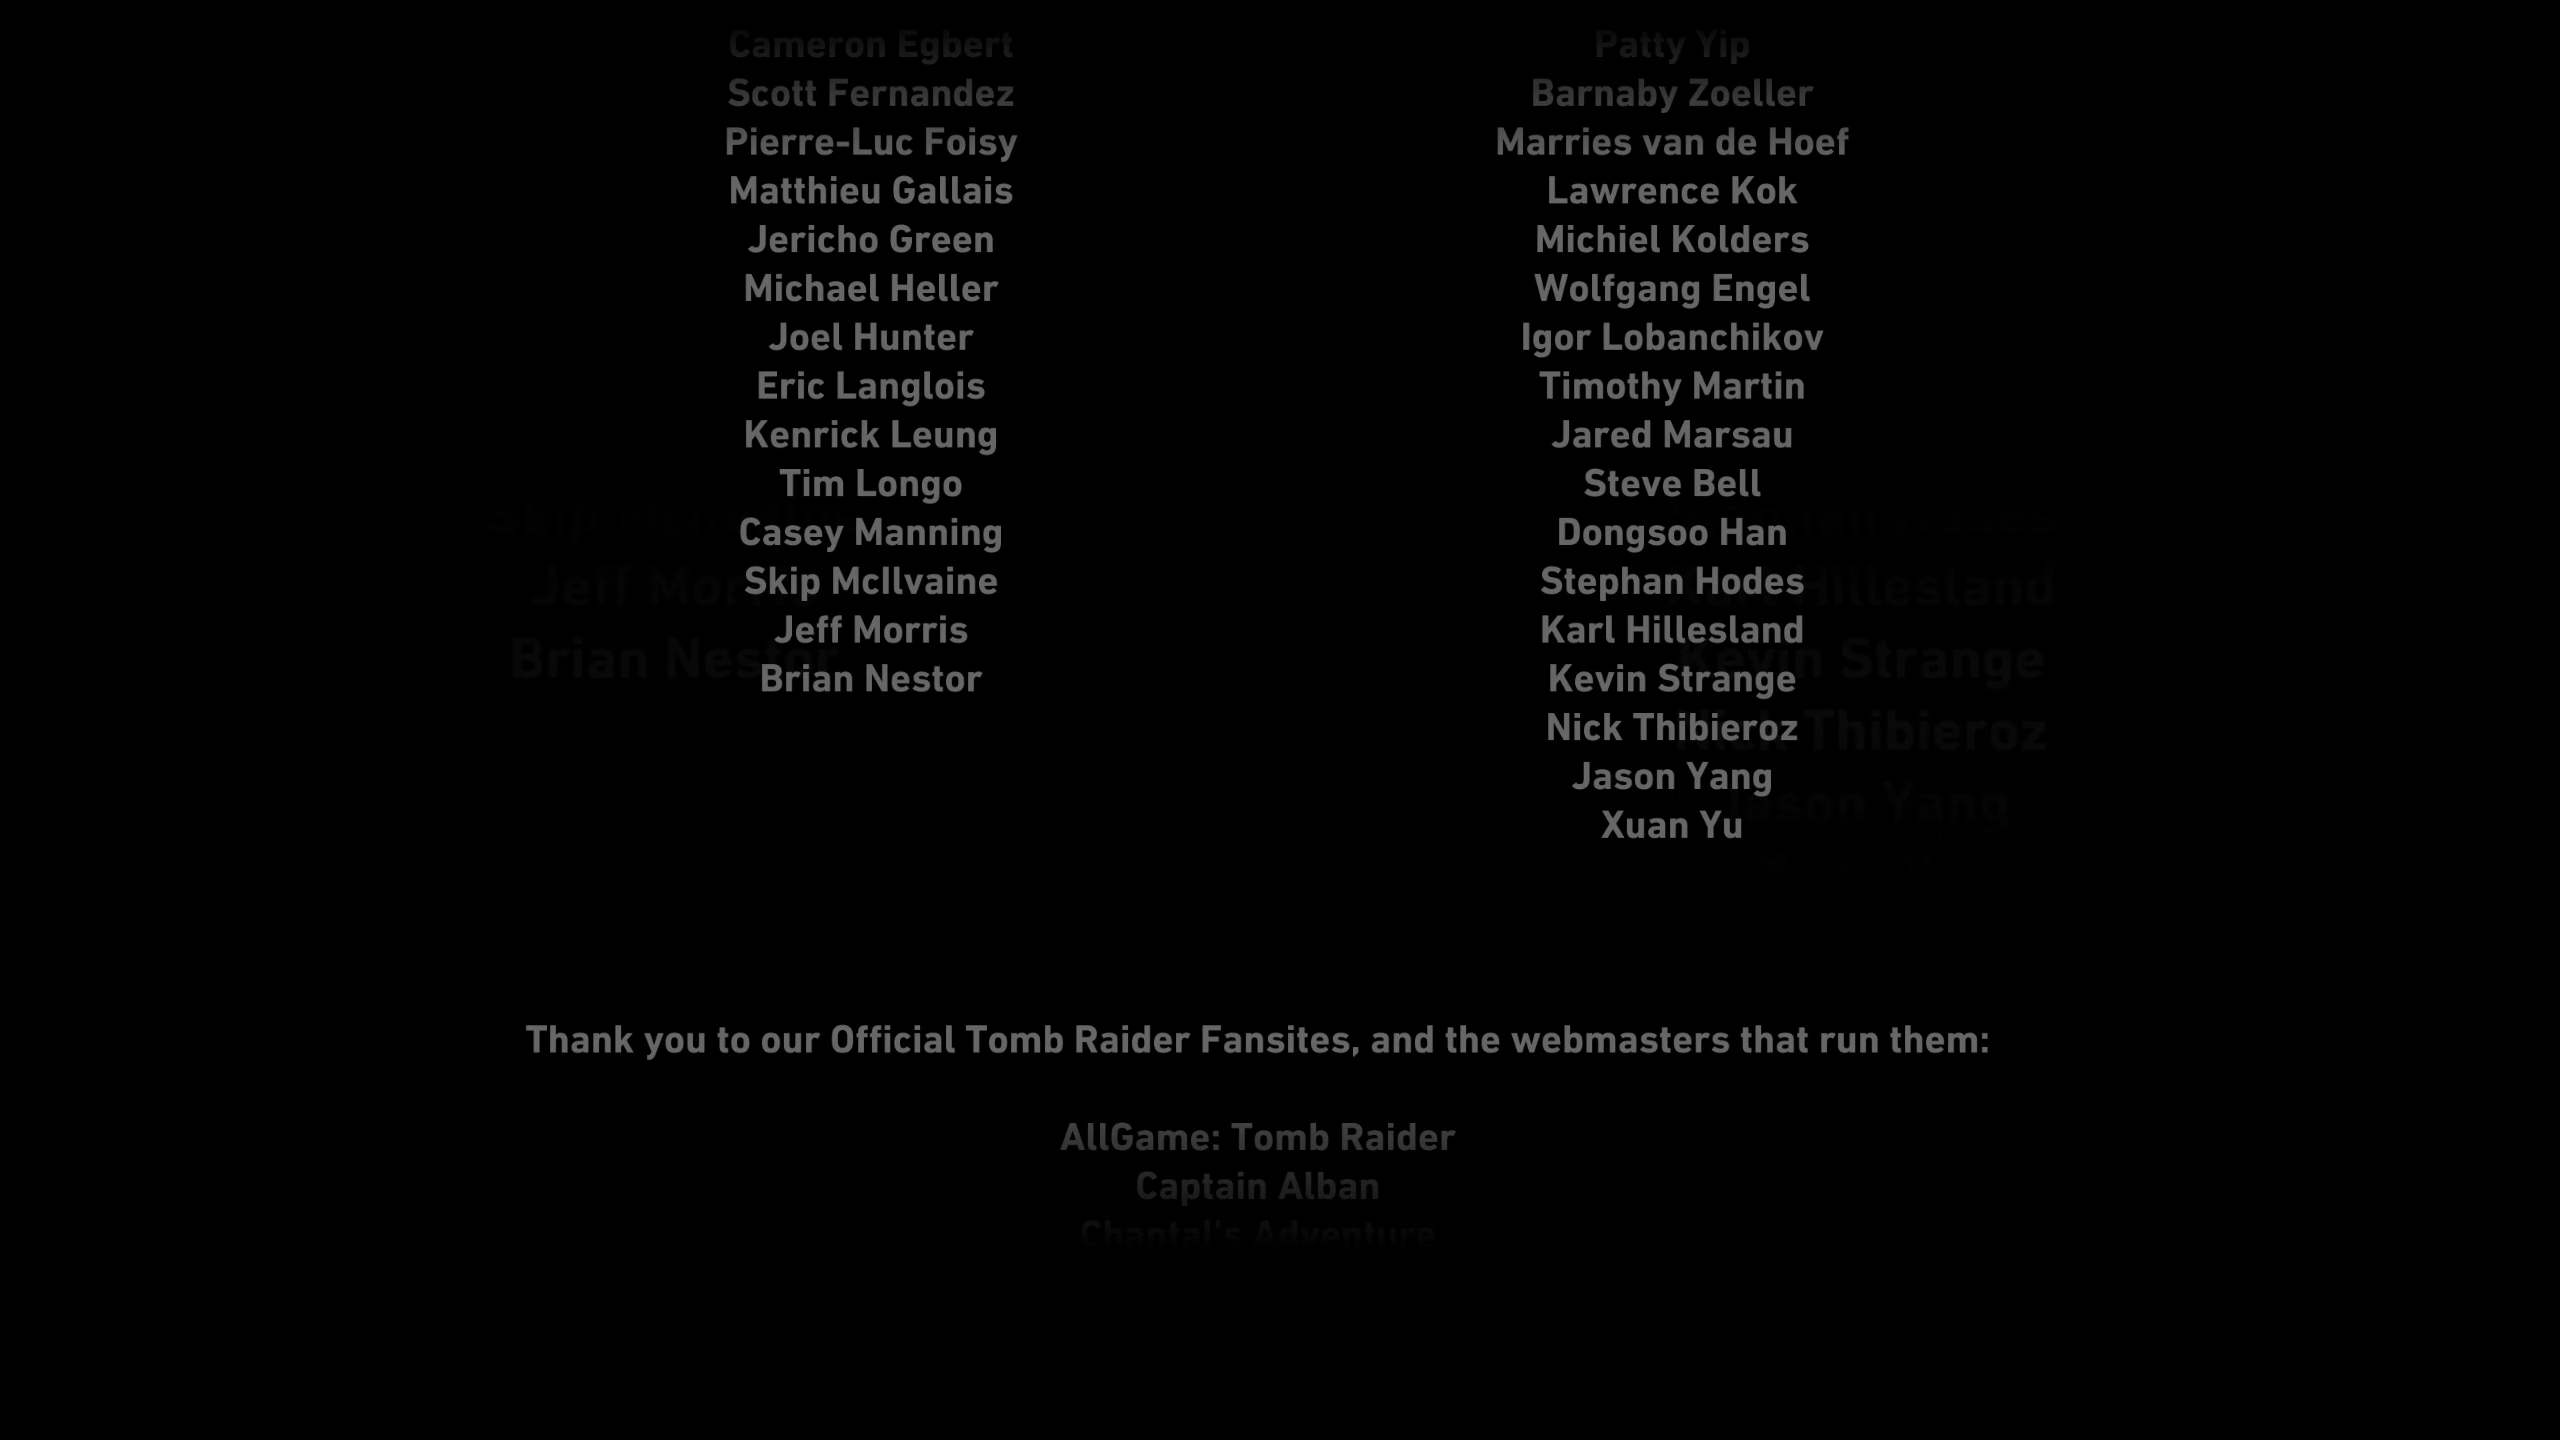 Cameron Egbert
Scott Fernandez
Pierre-Luc Foisy
Matthieu Gallais
Jericho Green
Michael Heller
Joel Hunter
Eric Langlois
Kenrick Leung
Tim Longo
Casey Manning
Skip McIlvaine
Jeff Morris
Brian Nestor
Patty Yip
Barnaby Zoeller
Marries van de Hoef
Lawrence Kok
Michiel Kolders
Wolfgang Engel
Igor Lobanchikov
Timothy Martin
Jared Marsau
Steve Bell
Dongsoo Han
Stephan Hodes
Karl Hillesland
Kevin Strange
Nick Thibieroz
Jason Yang
Xuan Yu
Thank you to our Official Tomb Raider Fansites, and the webmasters that run them:
AllGame: Tomb Raider
Captain Alban
Chantal's Adventure